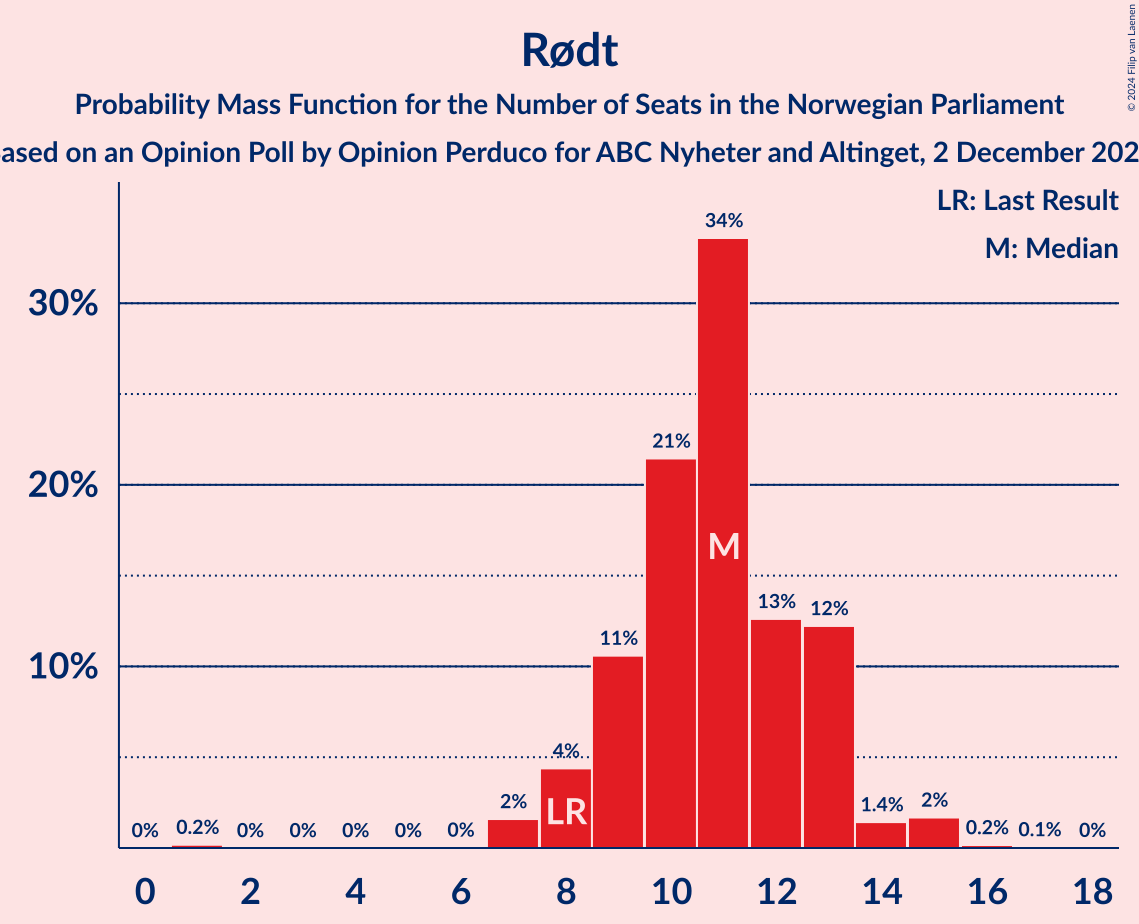 © 2024 Filip van Laenen
Rødt
Probability Mass Function for the Number of Seats in the Norwegian Parliament
ased on an Opinion Poll by Opinion Perduco for ABC Nyheter and Altinget, 2 December 202
LR: Last Result
M: Median
34%
30%
21%
20%
M
13%
12%
11%
10%
4%
LR
2%
1.4%
2%
0%
0.2%
0%
0%
0%
0%
0%
0.2%
0.1%
0%
0 2 4 6 8 10 12 14 16 18